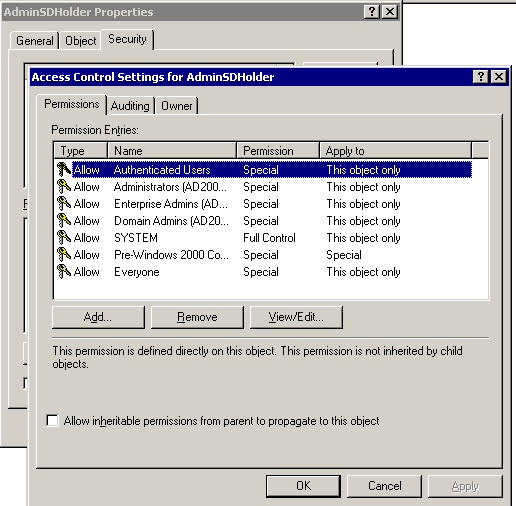 AdminSDHolder Properties
General Object Security
Access Control Settings for AdminSDHolder
Permissions Auditing Owner
Permission Entries:
Type Name Permission Apply to
Allow Authenticated Users Special This object only
Allow Administrators (AD200... Special This object only
Allow Enterprise Admins (AD... Special This object only
Allow Domain Admins (AD20... Special This object only
Allow SYSTEM Full Control This object only
Allow Pre-Windows 2000 Co... Special Special
Allow Everyone Special This object only
Add... Remove View/Edit...
This permission is defined directly on this object. This permission is not inherited by child
objects.
Allow inheritable permissions from parent to propagate to this object
OK Cancel Apply